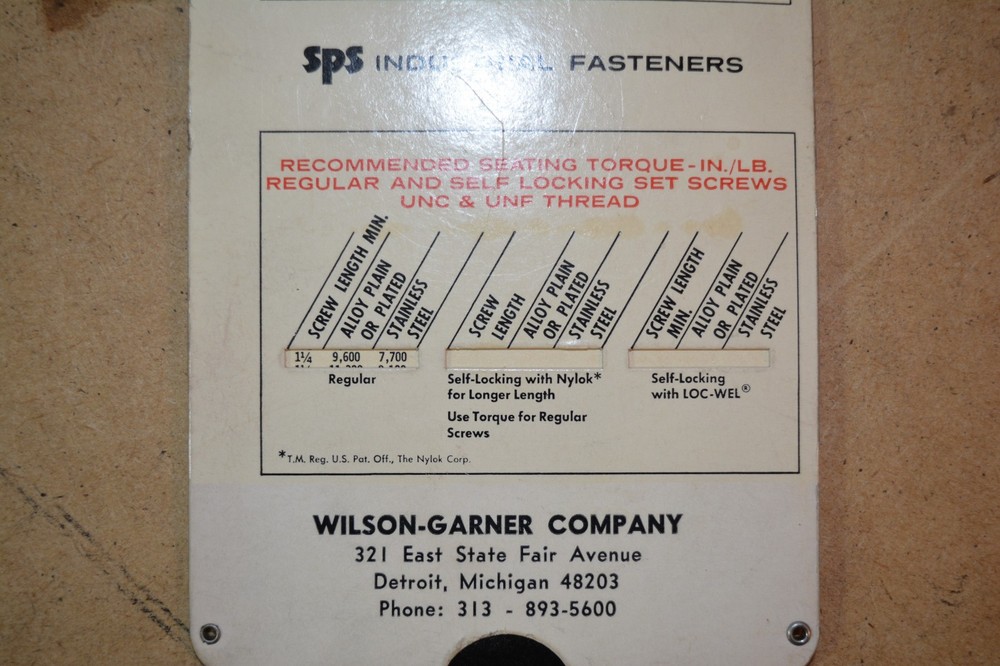 sps INDUSTRIAL FASTENERS
RECOMMENDED SEATING TORQUE-IN./LB.
REGULAR AND SELF LOCKING SET SCREWS
UNC & UNF THREAD
SCREW LENGTH MIN.
ALLOY PLAIN
OR PLATED
STAINLESS
STEEL
SCREW
LENGTH
ALLOY PLAIN
OR PLATED
STAINLESS
STEEL
SCREW LENGTH
MIN.
ALLOY PLAIN
OR PLATED
STAINLESS
STEEL
1¼ 9,600 7,700
Regular
Self-Locking with Nylok*
for Longer Length
Use Torque for Regular
Screws
Self-Locking
with LOC-WEL®
*T.M. Reg. U.S. Pat. Off., The Nylok Corp.
WILSON-GARNER COMPANY
321 East State Fair Avenue
Detroit, Michigan 48203
Phone: 313 - 893-5600